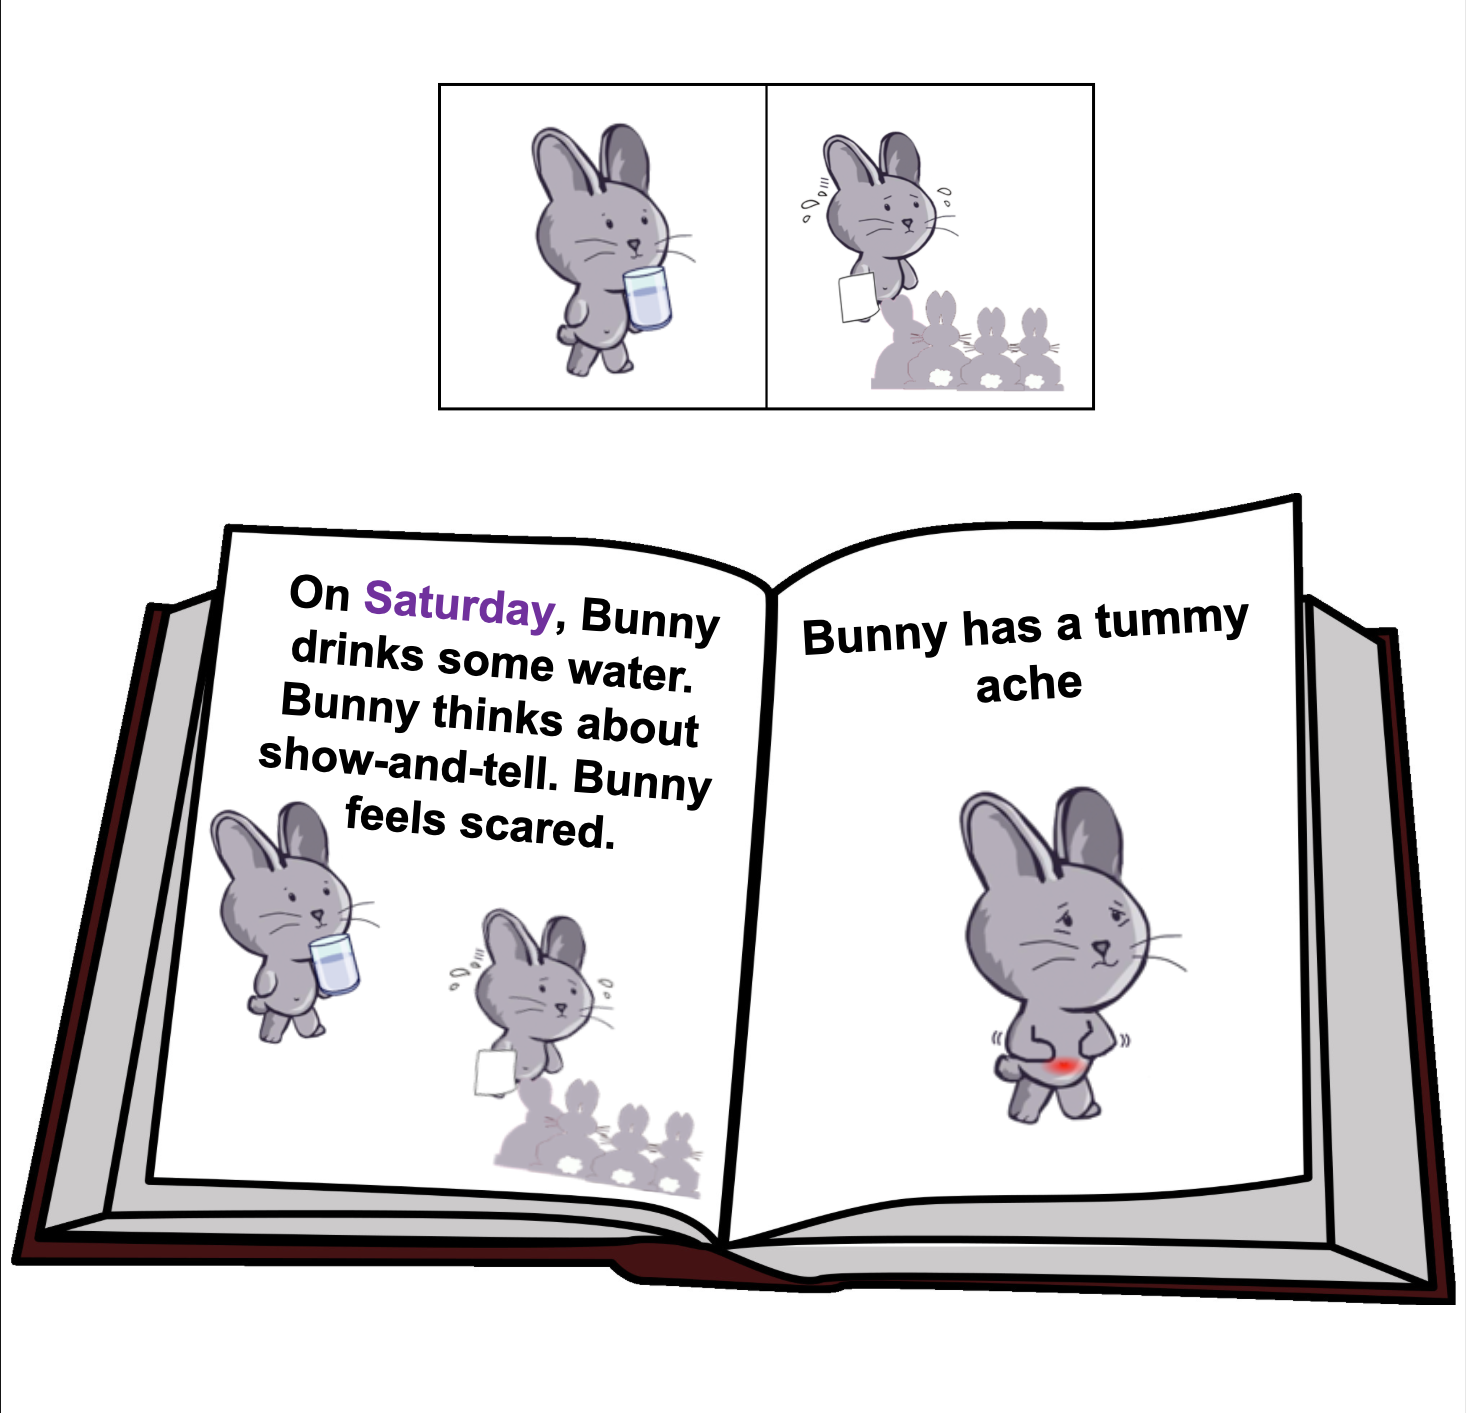 On Saturday, Bunny
drinks some water.
Bunny thinks about
show-and-tell. Bunny
feels scared.
Bunny has a tummy
ache